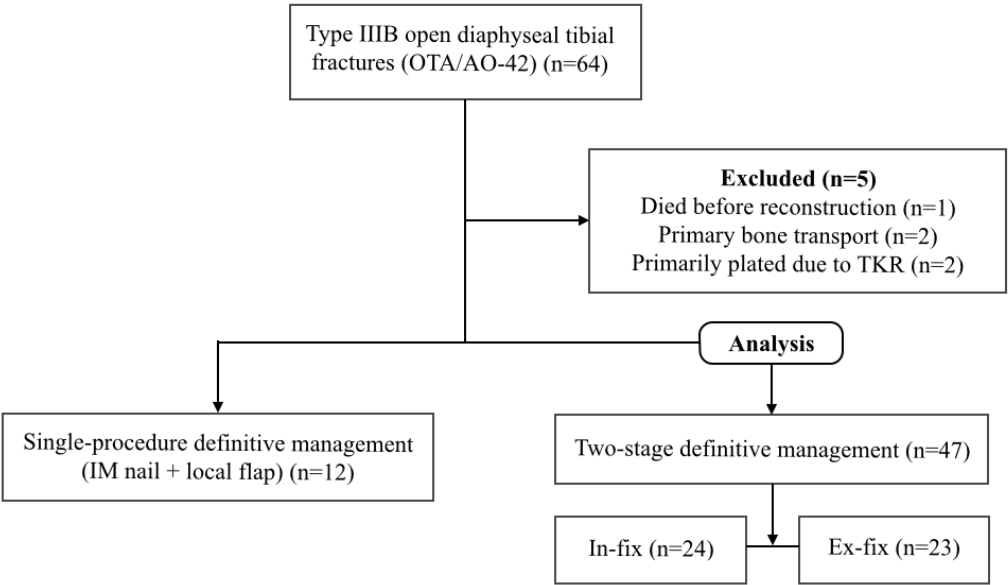 Type IIIB open diaphyseal tibial
fractures (OTA/AO-42) (n=64)
Excluded (n=5)
Died before reconstruction (n=1)
Primary bone transport (n=2)
Primarily plated due to TKR (n=2)
Analysis
Single-procedure definitive management
(IM nail + local flap) (n=12)
Two-stage definitive management (n=47)
In-fix (n=24)
Ex-fix (n=23)